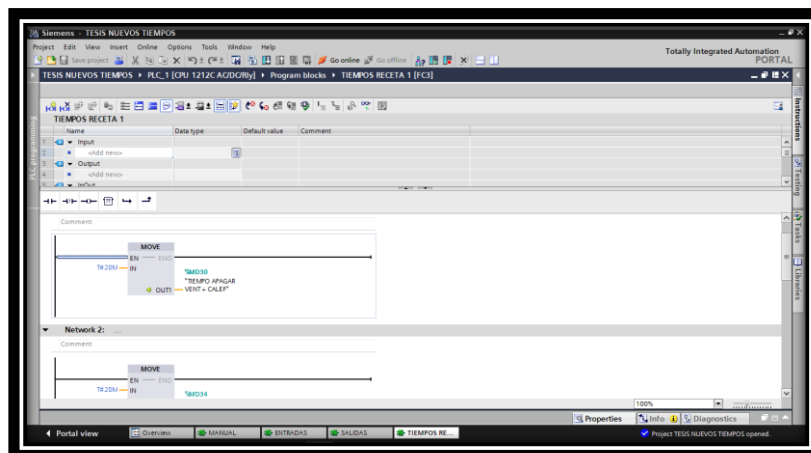 Siemens - TESIS NUEVOS TIEMPOS
Project Edit View Insert Online Options Tools Window Help
Totally Integrated Automation
PORTAL
Save project Go online Go offline
TESIS NUEVOS TIEMPOS PLC_1 [CPU 1212C AC/DC/Rly] Program blocks TIEMPOS RECETA 1 [FC3]
TIEMPOS RECETA 1
Name Data type Default value Comment
1 Input
2 <Add new>
3 Output
4 <Add new>
5 InOut
Comment
MOVE
EN ENO
T#20M IN
%MD30
"TIEMPO APAGAR
OUT1 VENT + CALEF"
Network 2: ....
Comment
MOVE
EN ENO
T#20M IN
%MD34
100%
Properties Info Diagnostics
Portal view Overview MANUAL ENTRADAS SALIDAS TIEMPOS RE...
Project TESIS NUEVOS TIEMPOS opened.
PLC programming
Instructions
Testing
Tasks
Libraries